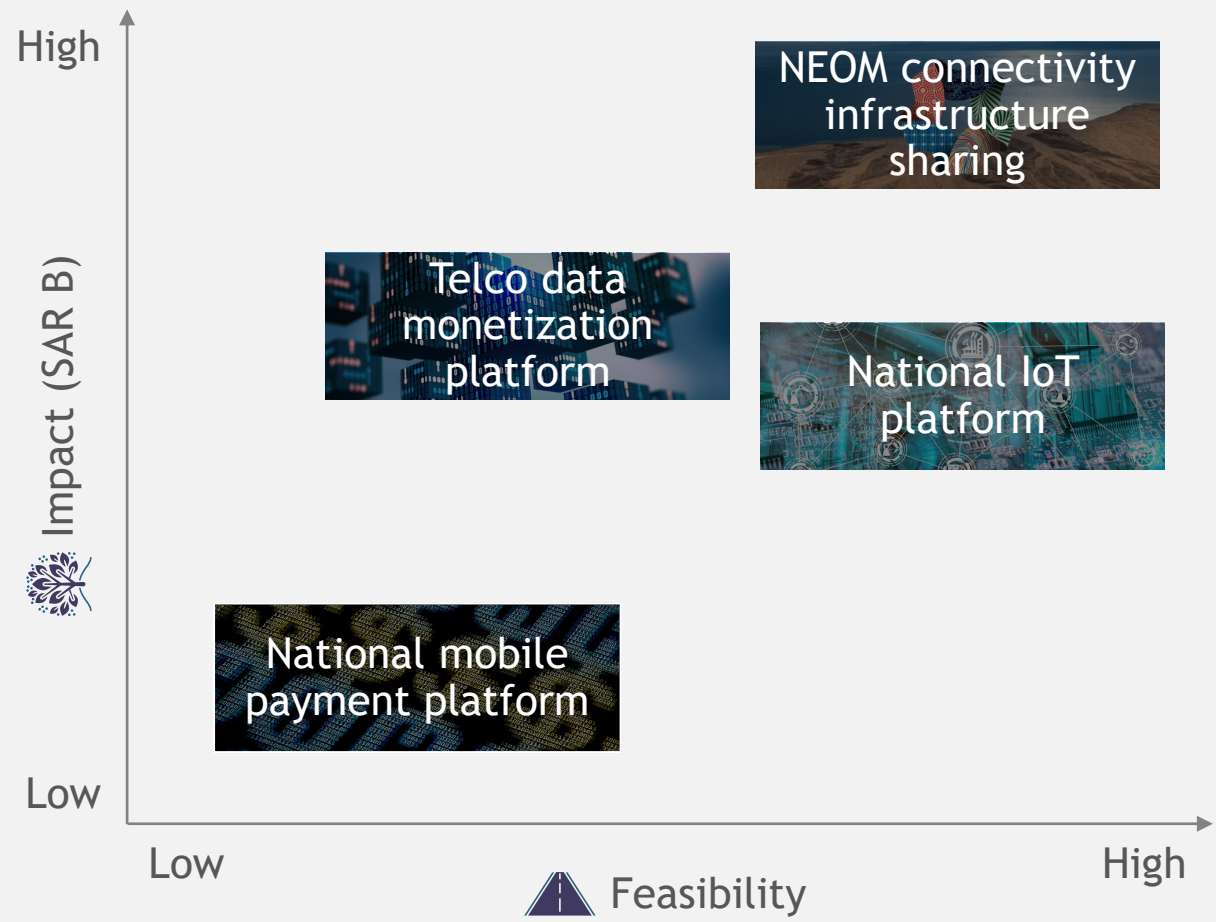 High
NEOM connectivity
infrastructure
sharing
Telco data
monetization
platform
National IoT
platform
Impact (SAR B)
National mobile
payment platform
Low
Low
High
Feasibility